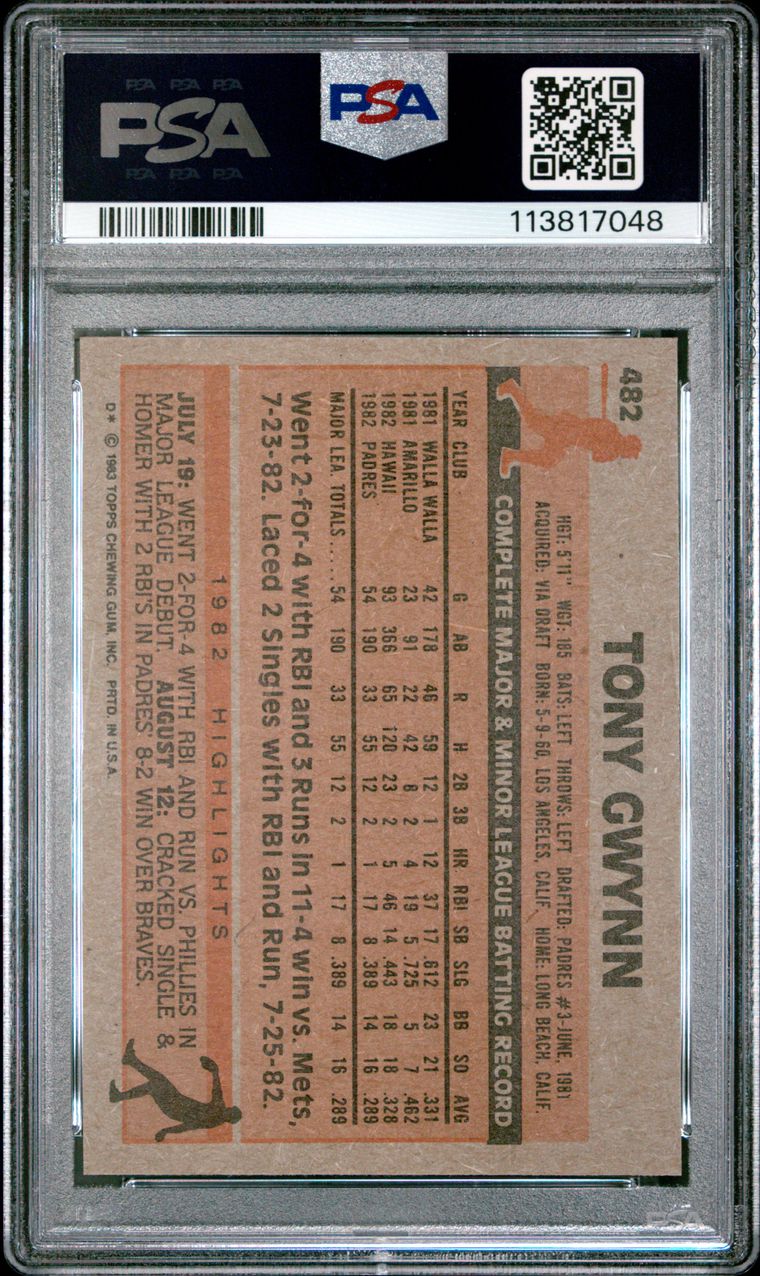 PSA PSA PSA
PSA
PSA PSA PSA
PSA
113817048
482
TONY GWYNN
HGT: 5'11" WGT: 185 BATS: LEFT THROWS: LEFT DRAFTED: PADRES #3-JUNE, 1981
ACQUIRED: VIA DRAFT BORN: 5-9-60, LOS ANGELES, CALIF. HOME: LONG BEACH, CALIF.
COMPLETE MAJOR & MINOR LEAGUE BATTING RECORD
YEAR CLUB G AB R H 2B 3B HR RBI SB SLG BB SO AVG
1981 WALLA WALLA 42 178 46 59 12 1 12 37 17 .612 23 21 .331
1981 AMARILLO 23 91 22 42 6 2 4 19 5 .725 5 7 .462
1982 HAWAII 93 366 65 120 23 2 5 46 14 .443 18 18 .328
1982 PADRES 54 190 33 55 12 2 1 17 8 .389 14 16 .289
MAJOR LEA. TOTALS..... 54 190 33 55 12 2 1 17 8 .389 14 16 .289
Went 2-for-4 with RBI and 3 Runs in 11-4 win vs. Mets,
7-23-82. Laced 2 Singles with RBI and Run, 7-25-82.
1982 HIGHLIGHTS
JULY 19: WENT 2-FOR-4 WITH RBI AND RUN VS. PHILLIES IN
MAJOR LEAGUE DEBUT. AUGUST 12: CRACKED SINGLE &
HOMER WITH 2 RBI'S IN PADRES' 8-2 WIN OVER BRAVES.
D* © 1983 TOPPS CHEWING GUM, INC. PRTD. IN U.S.A.
PSA